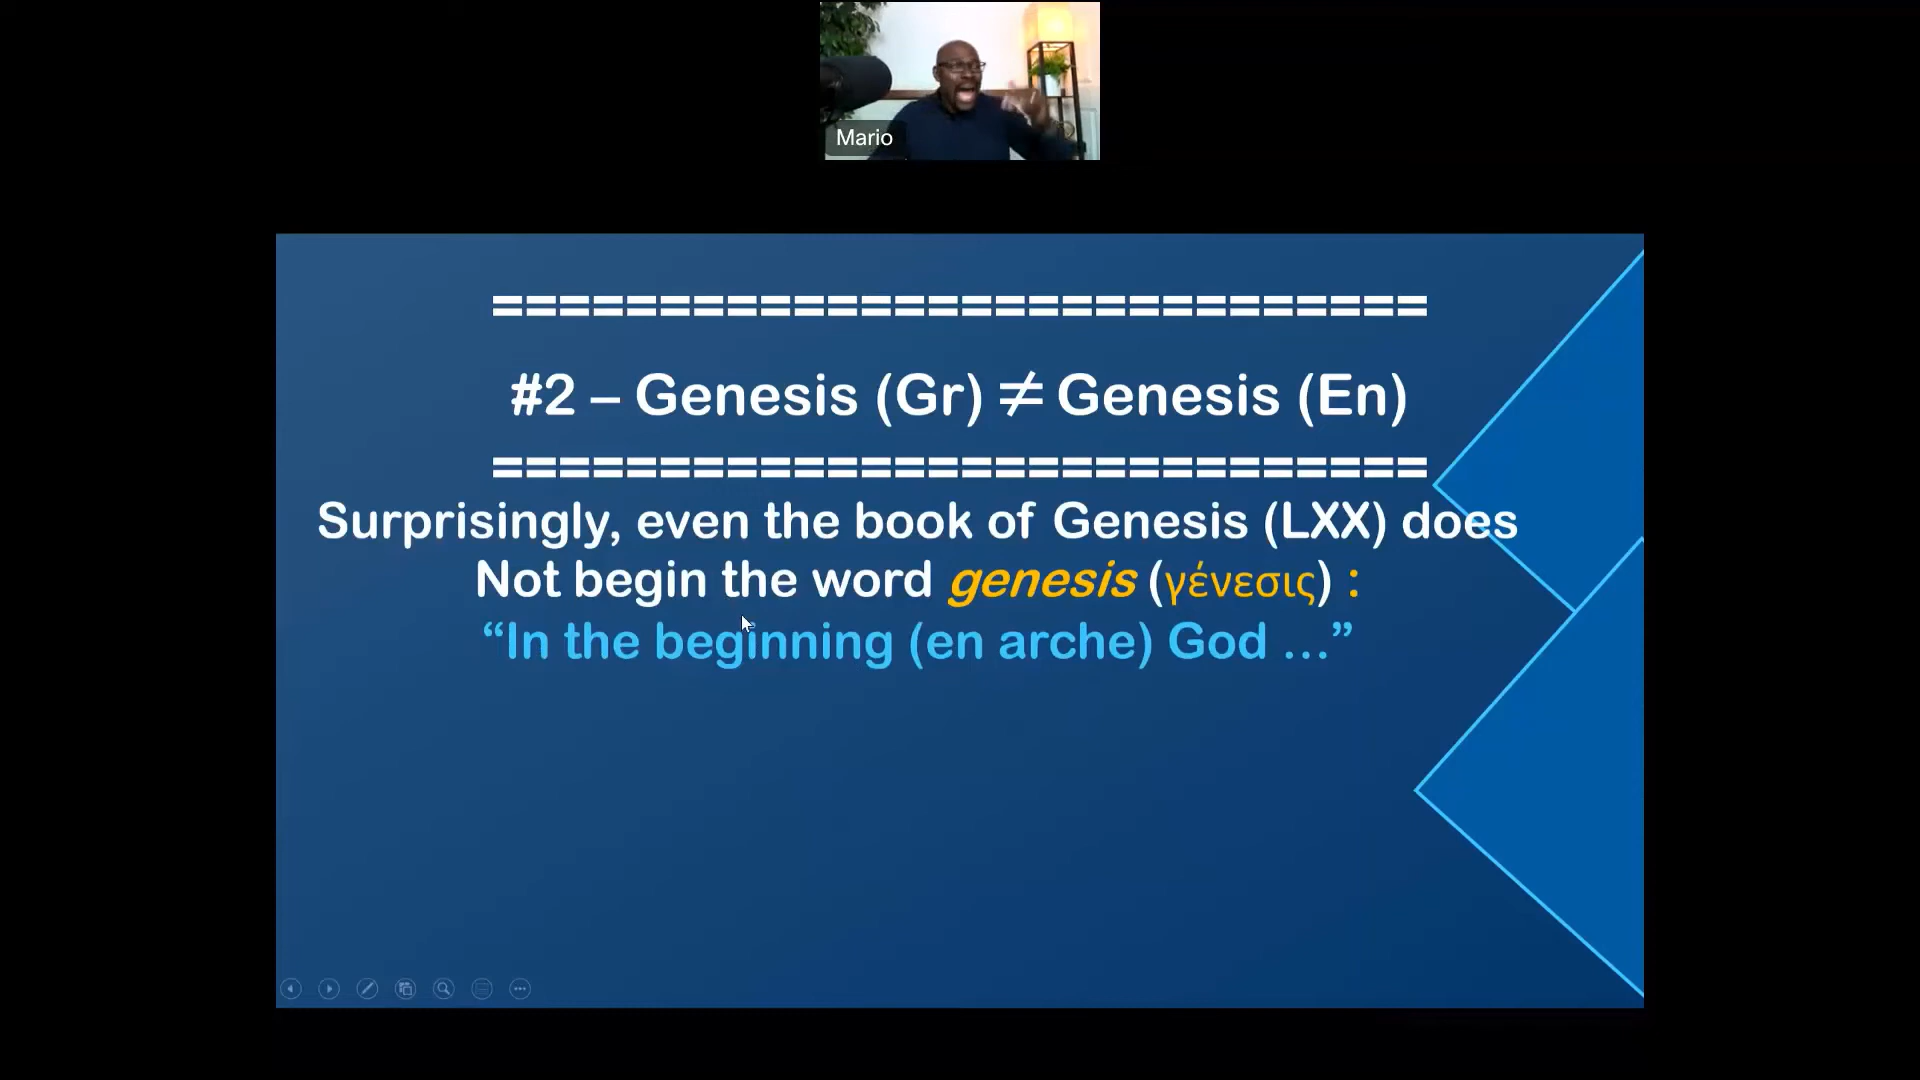 Mario
============================
#2 – Genesis (Gr) ≠ Genesis (En)
============================
Surprisingly, even the book of Genesis (LXX) does
Not begin the word genesis (γένεσις) :
“In the beginning (en arche) God …”